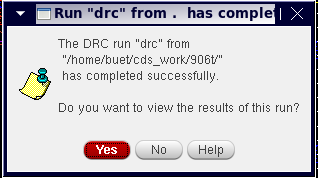 Run "drc" from . has complet
The DRC run "drc" from
"/home/buet/cds_work/906t/"
has completed successfully.
Do you want to view the results of this run?
Yes No Help